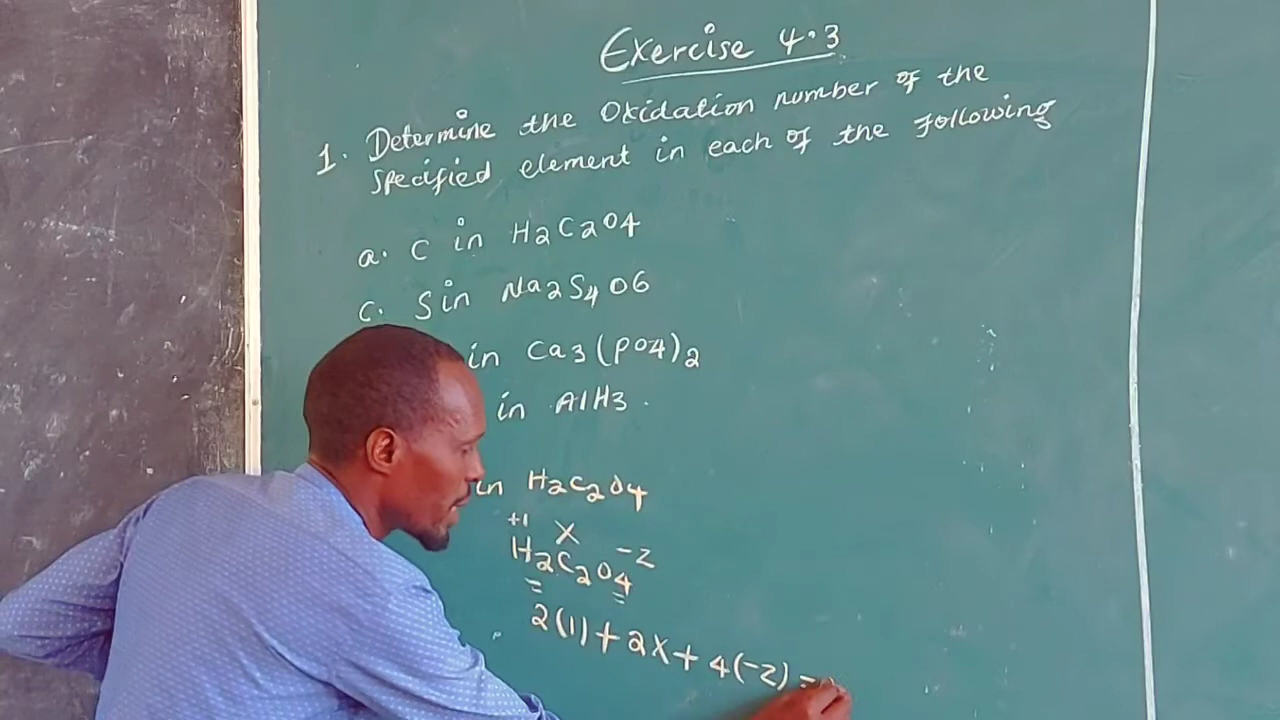 Exercise 4.3
1. Determine the Oxidation number of the
specified element in each of the following
a. C in H2C2O4
c. S in Na2S4O6
in Ca3(PO4)2
in AlH3.
in H2C2O4
+1 X -2
H2C2O4
2(1)+2X+4(-2)=